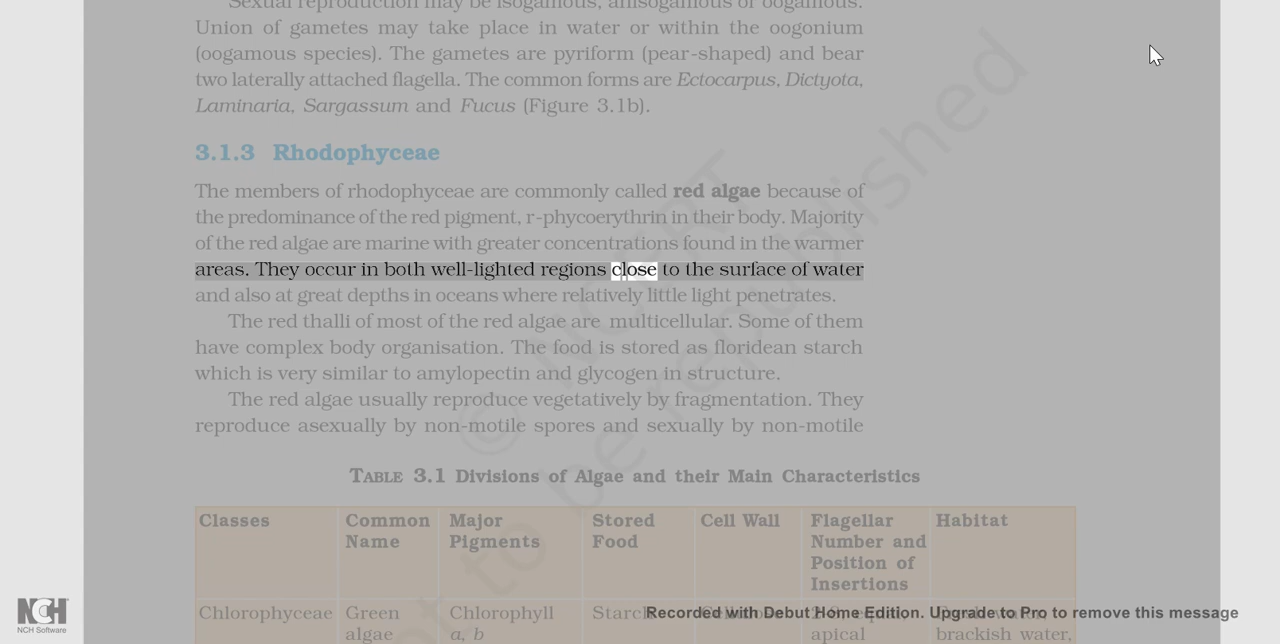 Sexual reproduction may be isogamous, anisogamous or oogamous.
Union of gametes may take place in water or within the oogonium
(oogamous species). The gametes are pyriform (pear-shaped) and bear
two laterally attached flagella. The common forms are Ectocarpus, Dictyota,
Laminaria, Sargassum and Fucus (Figure 3.1b).
3.1.3 Rhodophyceae
The members of rhodophyceae are commonly called red algae because of
the predominance of the red pigment, r-phycoerythrin in their body. Majority
of the red algae are marine with greater concentrations found in the warmer
areas. They occur in both well-lighted regions close to the surface of water
and also at great depths in oceans where relatively little light penetrates.
The red thalli of most of the red algae are multicellular. Some of them
have complex body organisation. The food is stored as floridean starch
which is very similar to amylopectin and glycogen in structure.
The red algae usually reproduce vegetatively by fragmentation. They
reproduce asexually by non-motile spores and sexually by non-motile
© NCERT
not to be republished
TABLE 3.1 Divisions of Algae and their Main Characteristics
Classes Common Major Stored Cell Wall Flagellar Habitat
Name Pigments Food Number and
Position of
Insertions
Chlorophyceae Green Chlorophyll Starch
algae a, b apical brackish water,
Recorded with Debut Home Edition. Upgrade to Pro to remove this message
NCH
NCH Software